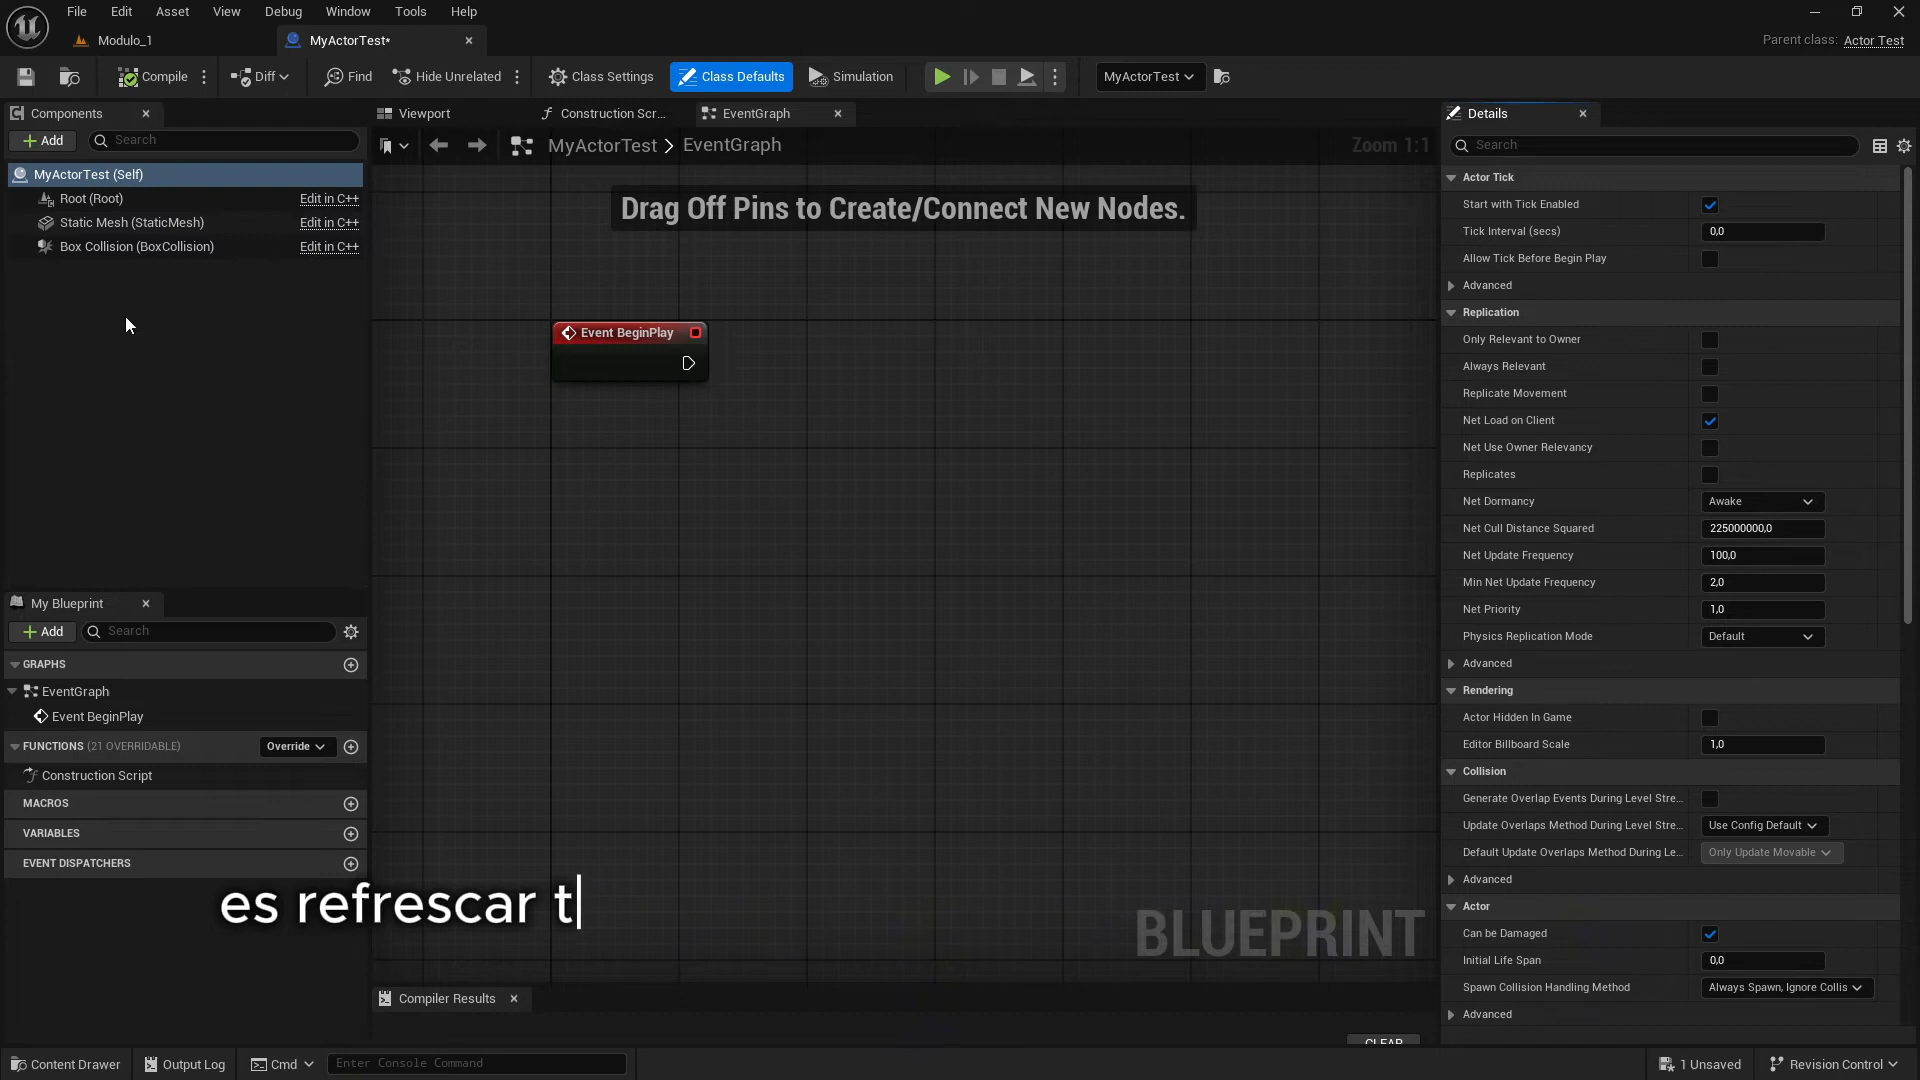 File Edit Asset View Debug Window Tools Help
Modulo_1
MyActorTest*
Parent class: Actor Test
Compile
Diff
Find
Hide Unrelated
Class Settings
Class Defaults
Simulation
MyActorTest
Components
Add
Search
MyActorTest (Self)
Root (Root) Edit in C++
Static Mesh (StaticMesh) Edit in C++
Box Collision (BoxCollision) Edit in C++
My Blueprint
Add
Search
GRAPHS
EventGraph
Event BeginPlay
FUNCTIONS (21 OVERRIDABLE) Override
Construction Script
MACROS
VARIABLES
EVENT DISPATCHERS
Viewport
Construction Scr...
EventGraph
MyActorTest > EventGraph
Zoom 1:1
Drag Off Pins to Create/Connect New Nodes.
Event BeginPlay
es refrescar t
BLUEPRINT
Compiler Results
CLEAR
Details
Search
Actor Tick
Start with Tick Enabled
Tick Interval (secs) 0,0
Allow Tick Before Begin Play
Advanced
Replication
Only Relevant to Owner
Always Relevant
Replicate Movement
Net Load on Client
Net Use Owner Relevancy
Replicates
Net Dormancy Awake
Net Cull Distance Squared 225000000,0
Net Update Frequency 100,0
Min Net Update Frequency 2,0
Net Priority 1,0
Physics Replication Mode Default
Advanced
Rendering
Actor Hidden In Game
Editor Billboard Scale 1,0
Collision
Generate Overlap Events During Level Stre...
Update Overlaps Method During Level Stre... Use Config Default
Default Update Overlaps Method During Le... Only Update Movable
Advanced
Actor
Can be Damaged
Initial Life Span 0,0
Spawn Collision Handling Method Always Spawn, Ignore Collis
Advanced
Content Drawer
Output Log
Cmd
Enter Console Command
1 Unsaved
Revision Control